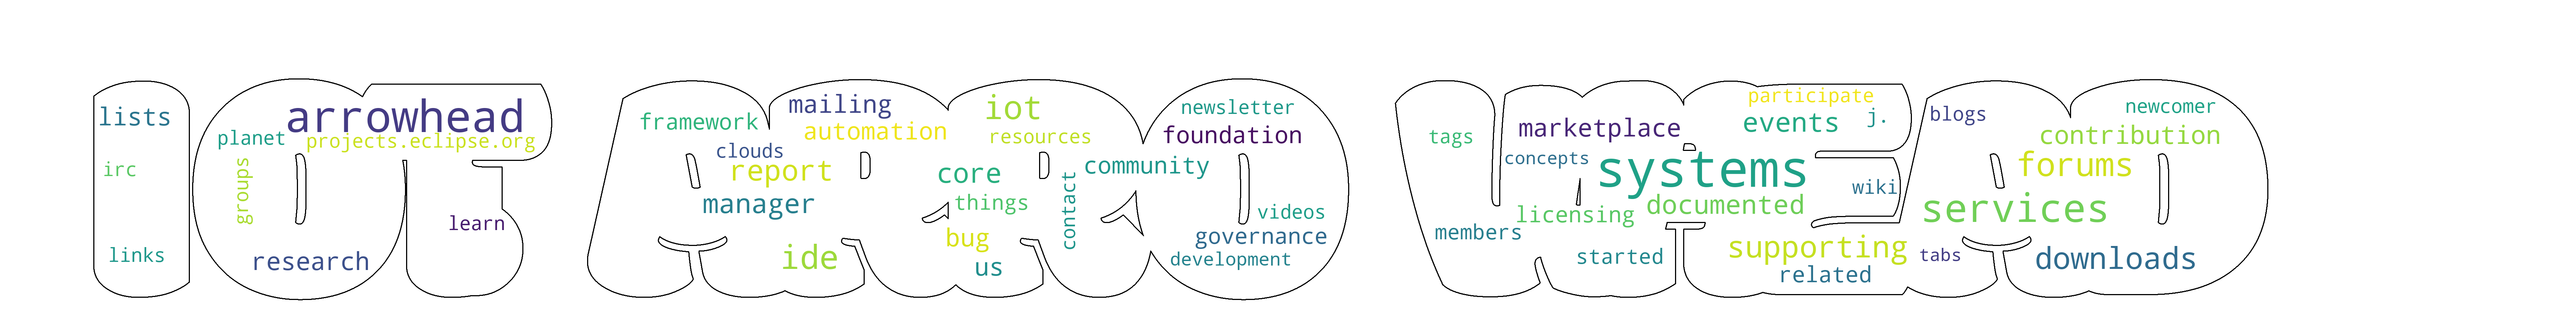 lists
irc
links
arrowhead
planet
projects.eclipse.org
groups
learn
research
framework
mailing
automation
clouds
report
manager
ide
iot
resources
core
things
bug
us
contact
community
newsletter
foundation
videos
governance
development
tags
members
marketplace
concepts
participate
events
j.
systems
wiki
documented
licensing
started
supporting
related
tabs
blogs
newcomer
contribution
forums
services
downloads